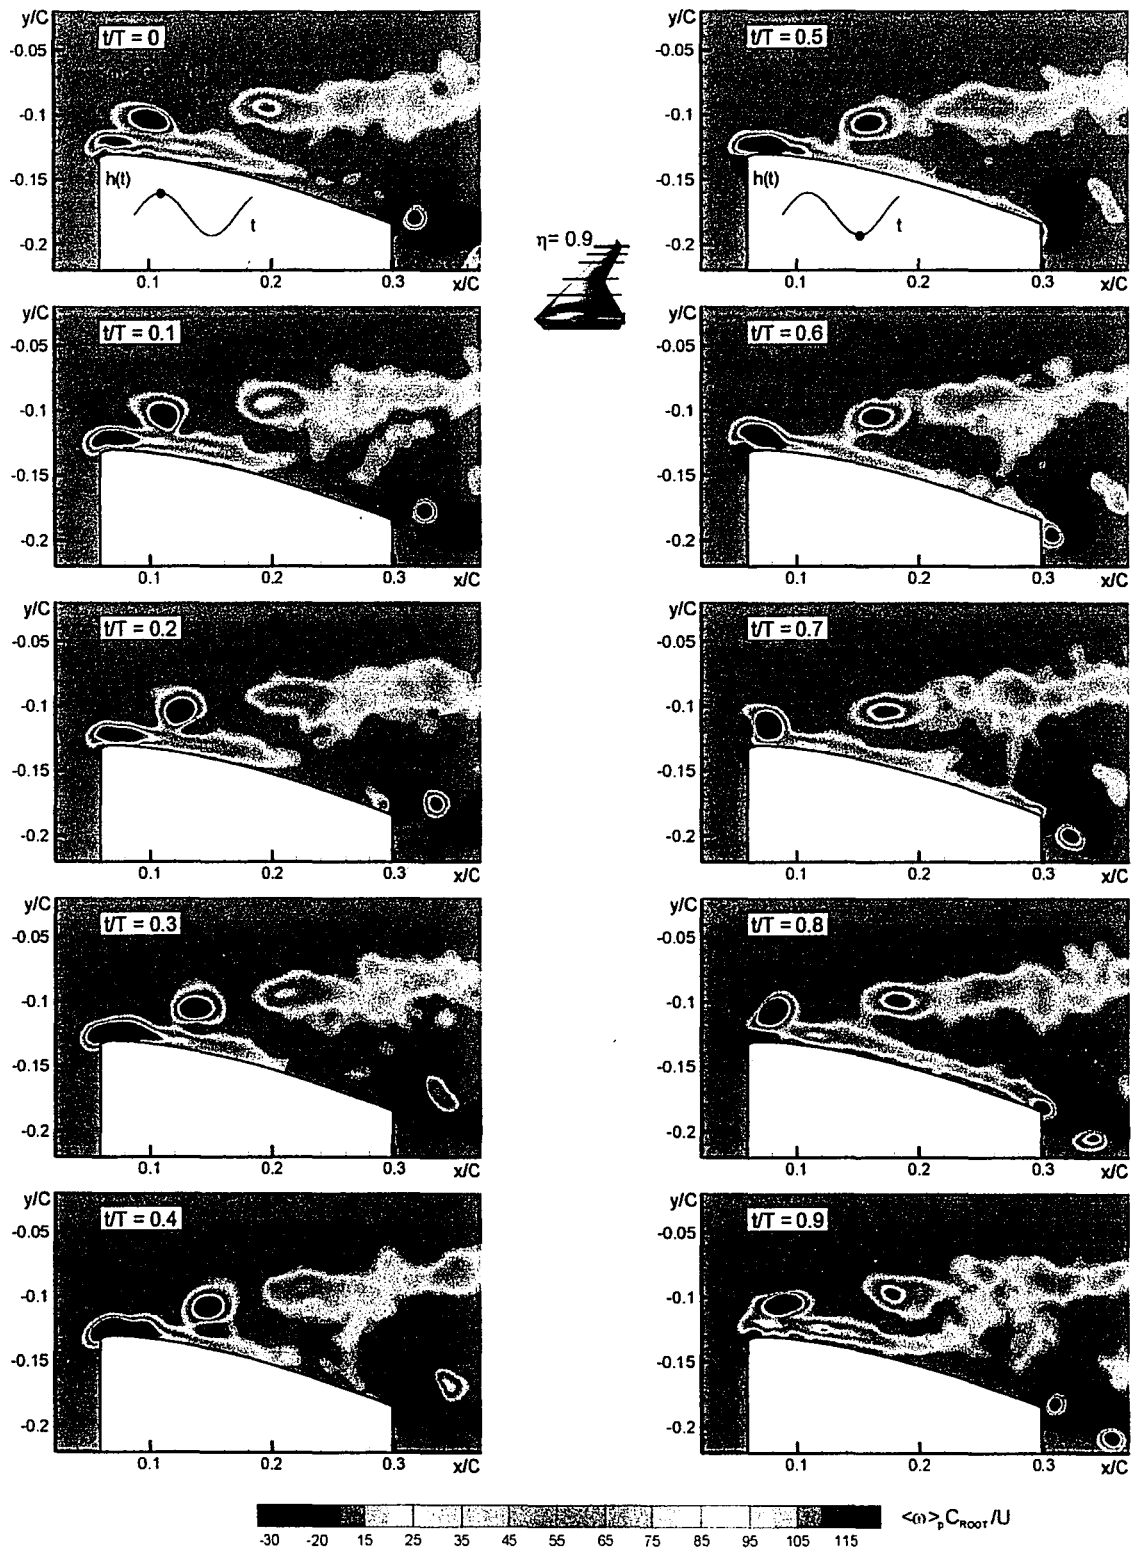 y/C
t/T = 0
-0.05
-0.1
-0.15
-0.2
h(t)
t
0.1
0.2
0.3
x/C
y/C
t/T = 0.5
-0.05
-0.1
-0.15
-0.2
h(t)
t
0.1
0.2
0.3
x/C
η = 0.9
y/C
t/T = 0.1
-0.05
-0.1
-0.15
-0.2
0.1
0.2
0.3
x/C
y/C
t/T = 0.6
-0.05
-0.1
-0.15
-0.2
0.1
0.2
0.3
x/C
y/C
t/T = 0.2
-0.05
-0.1
-0.15
-0.2
0.1
0.2
0.3
x/C
y/C
t/T = 0.7
-0.05
-0.1
-0.15
-0.2
0.1
0.2
0.3
x/C
y/C
t/T = 0.3
-0.05
-0.1
-0.15
-0.2
0.1
0.2
0.3
x/C
y/C
t/T = 0.8
-0.05
-0.1
-0.15
-0.2
0.1
0.2
0.3
x/C
y/C
t/T = 0.4
-0.05
-0.1
-0.15
-0.2
0.1
0.2
0.3
x/C
y/C
t/T = 0.9
-0.05
-0.1
-0.15
-0.2
0.1
0.2
0.3
x/C
-30 -20 15 25 35 45 55 65 75 85 95 105 115
<ω>p CROOT /U